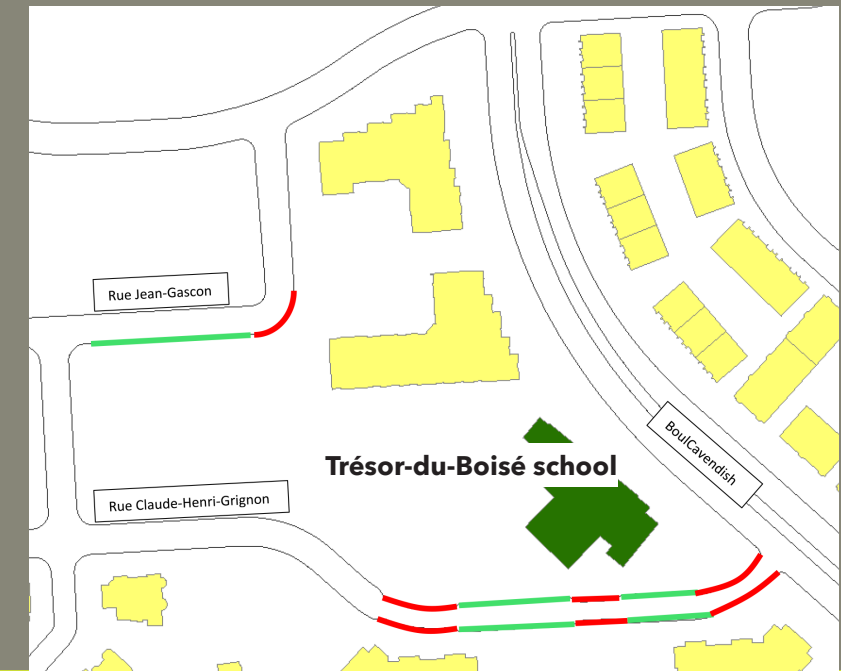 Rue Jean-Gascon
Trésor-du-Boisé school
BoulCavendish
Rue Claude-Henri-Grignon